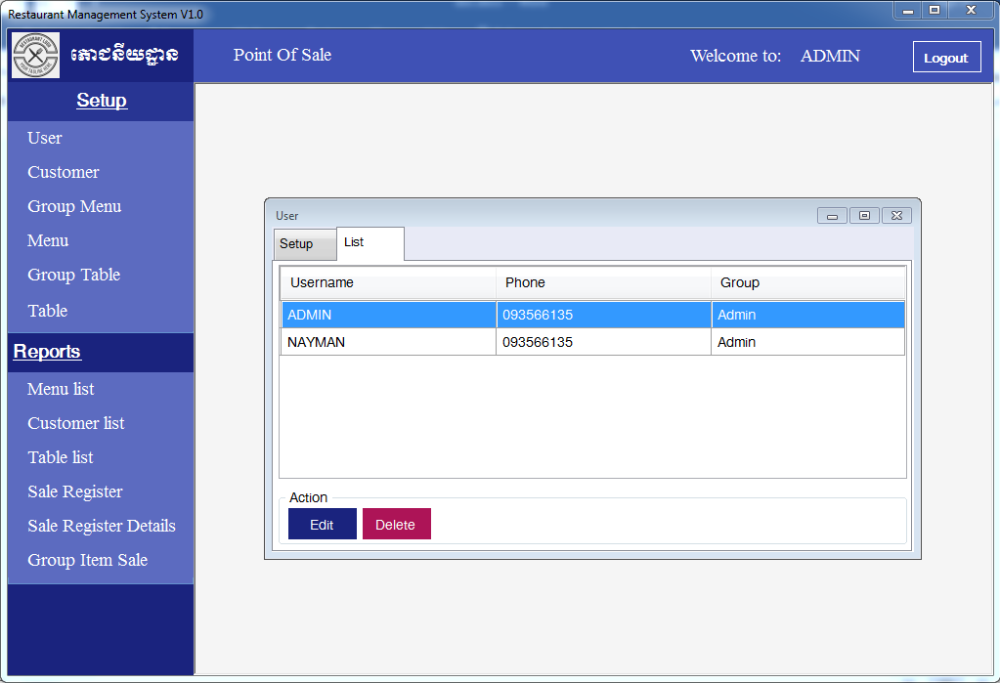 Restaurant Management System V1.0
ភោជនីយដ្ឋាន
Point Of Sale
Welcome to: ADMIN
Logout
Setup
User
Customer
Group Menu
Menu
Group Table
Table
Reports
Menu list
Customer list
Table list
Sale Register
Sale Register Details
Group Item Sale
User
Setup List
Username Phone Group
ADMIN 093566135 Admin
NAYMAN 093566135 Admin
Action
Edit Delete